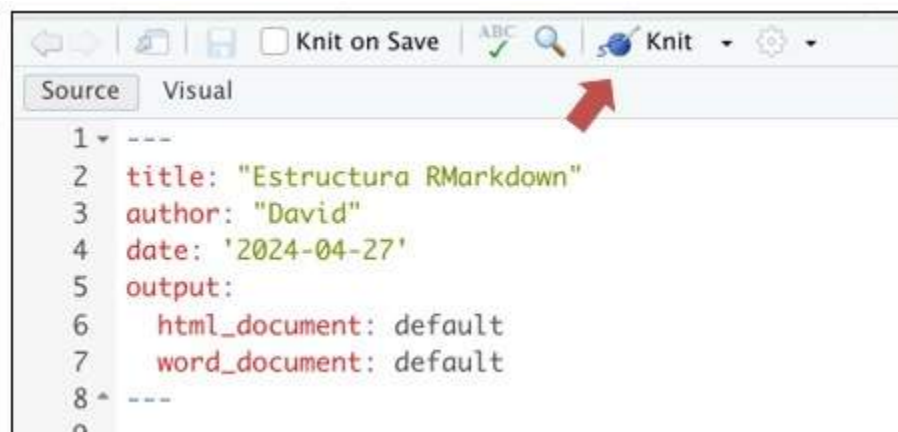 Knit on Save ABC Knit
Source Visual
1 ---
2 title: "Estructura RMarkdown"
3 author: "David"
4 date: '2024-04-27'
5 output:
6 html_document: default
7 word_document: default
8 ---
9